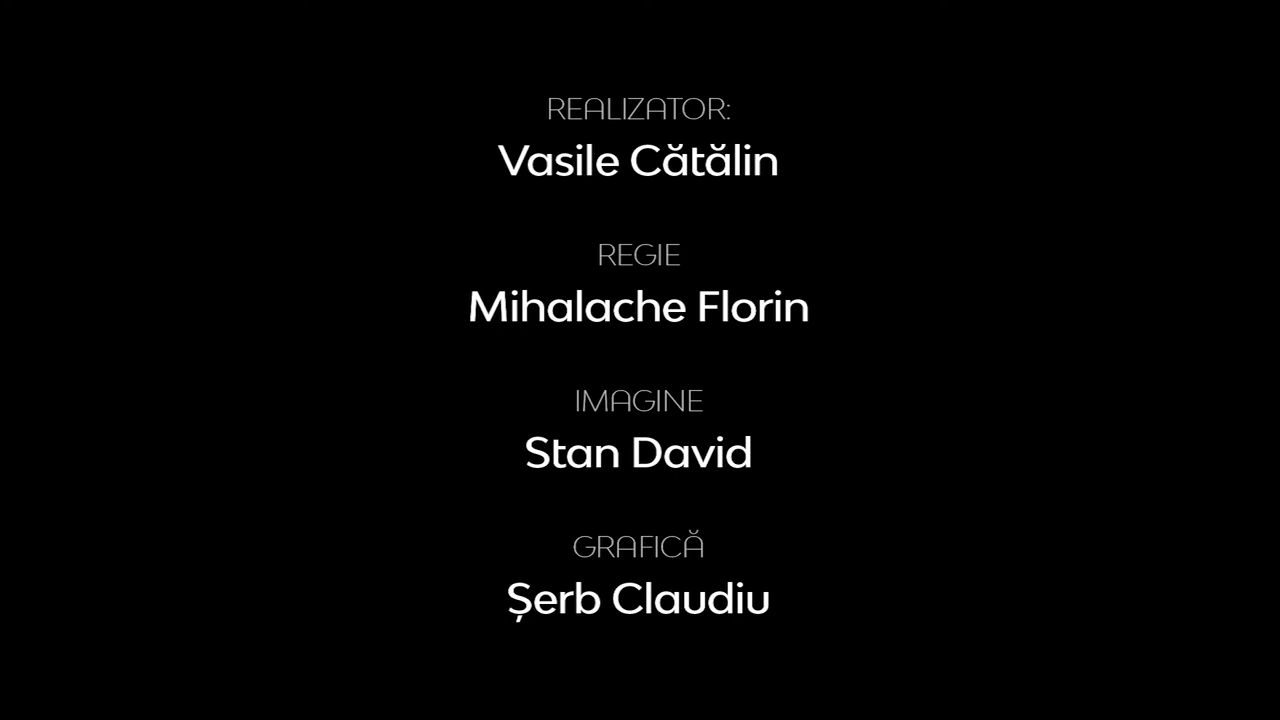 REALIZATOR:
Vasile Cătălin
REGIE
Mihalache Florin
IMAGINE
Stan David
GRAFICĂ
Șerb Claudiu